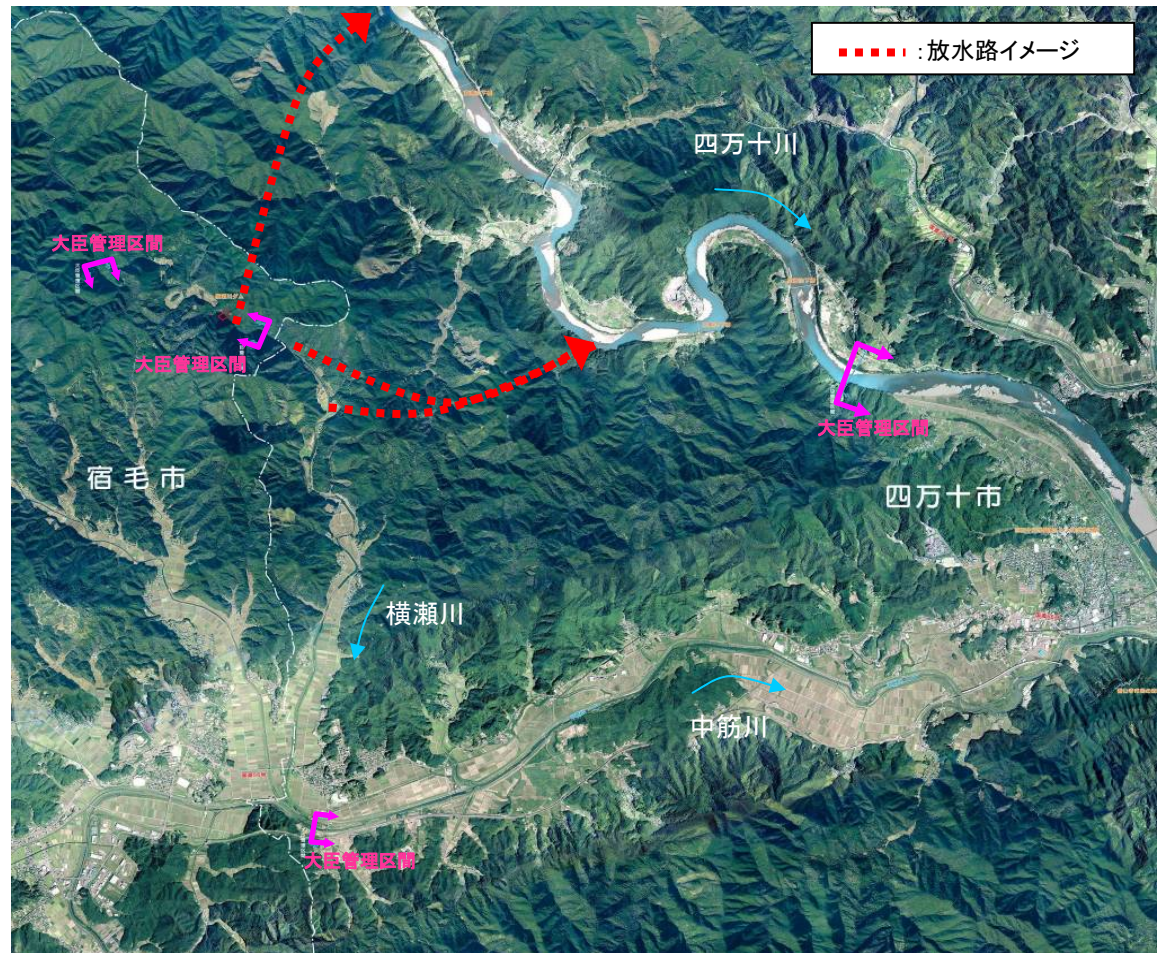 :放水路イメージ
四万十川
大臣管理区間
大臣管理区間
大臣管理区間
宿毛市
四万十市
横瀬川
中筋川
大臣管理区間